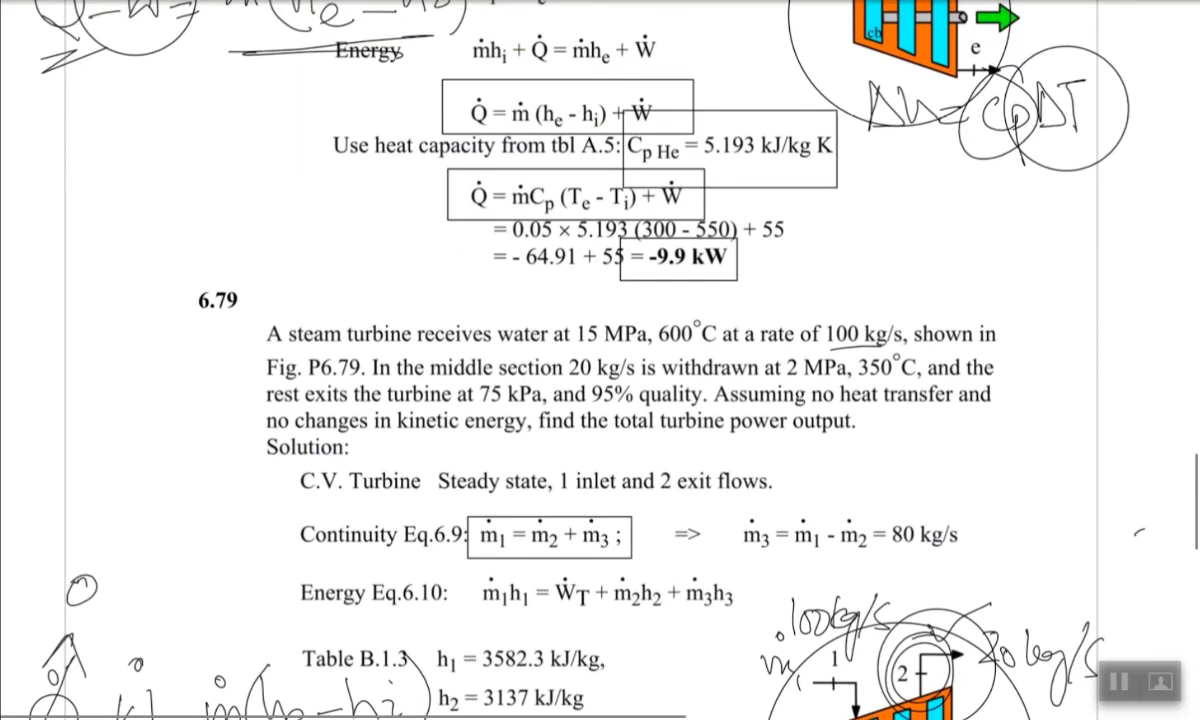 Energy ṁhᵢ + Q̇ = ṁhₑ + Ẇ
e
Q̇ = ṁ (hₑ - hᵢ) + Ẇ
ΔH = CpΔT
Use heat capacity from tbl A.5: Cp He = 5.193 kJ/kg K
Q̇ = ṁCp (Tₑ - Tᵢ) + Ẇ
= 0.05 × 5.193 (300 - 550) + 55
= - 64.91 + 55 = -9.9 kW
6.79
A steam turbine receives water at 15 MPa, 600°C at a rate of 100 kg/s, shown in
Fig. P6.79. In the middle section 20 kg/s is withdrawn at 2 MPa, 350°C, and the
rest exits the turbine at 75 kPa, and 95% quality. Assuming no heat transfer and
no changes in kinetic energy, find the total turbine power output.
Solution:
C.V. Turbine Steady state, 1 inlet and 2 exit flows.
Continuity Eq.6.9: ṁ₁ = ṁ₂ + ṁ₃ ; => ṁ₃ = ṁ₁ - ṁ₂ = 80 kg/s
Energy Eq.6.10: ṁ₁h₁ = ẆT + ṁ₂h₂ + ṁ₃h₃
100 kg/s
20 kg/s
Table B.1.3 h₁ = 3582.3 kJ/kg,
1
2
h₂ = 3137 kJ/kg